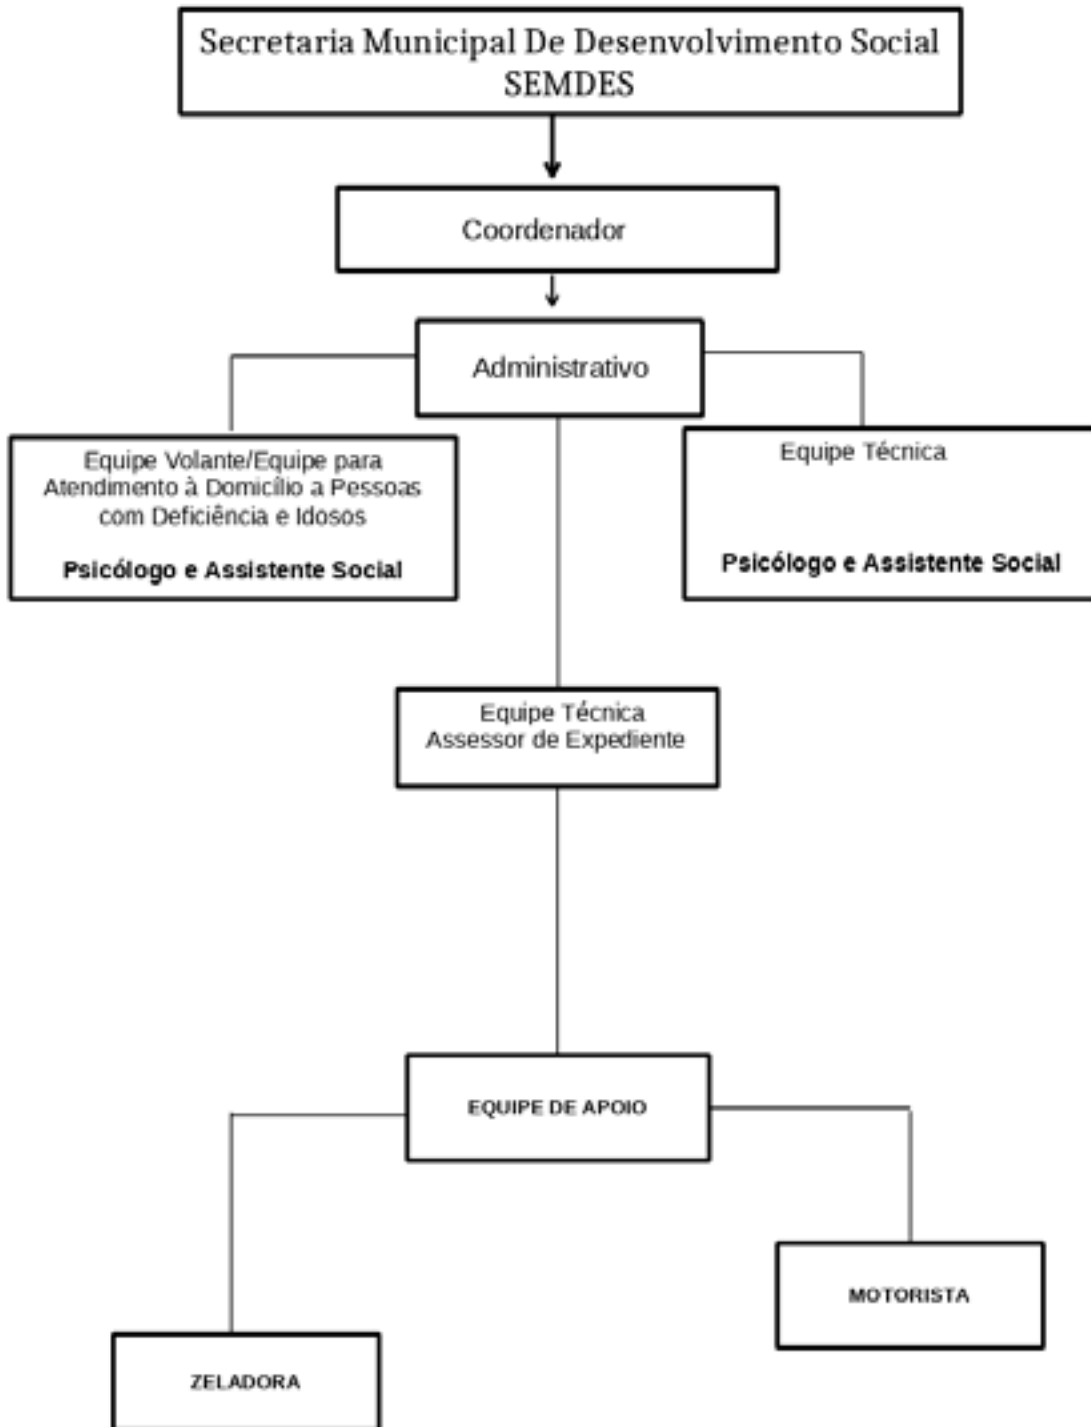 Secretaria Municipal De Desenvolvimento Social
SEMDES
Coordenador
Administrativo
Equipe Volante/Equipe para
Atendimento à Domicílio a Pessoas
com Deficiência e Idosos
Psicólogo e Assistente Social
Equipe Técnica
Psicólogo e Assistente Social
Equipe Técnica
Assessor de Expediente
EQUIPE DE APOIO
MOTORISTA
ZELADORA